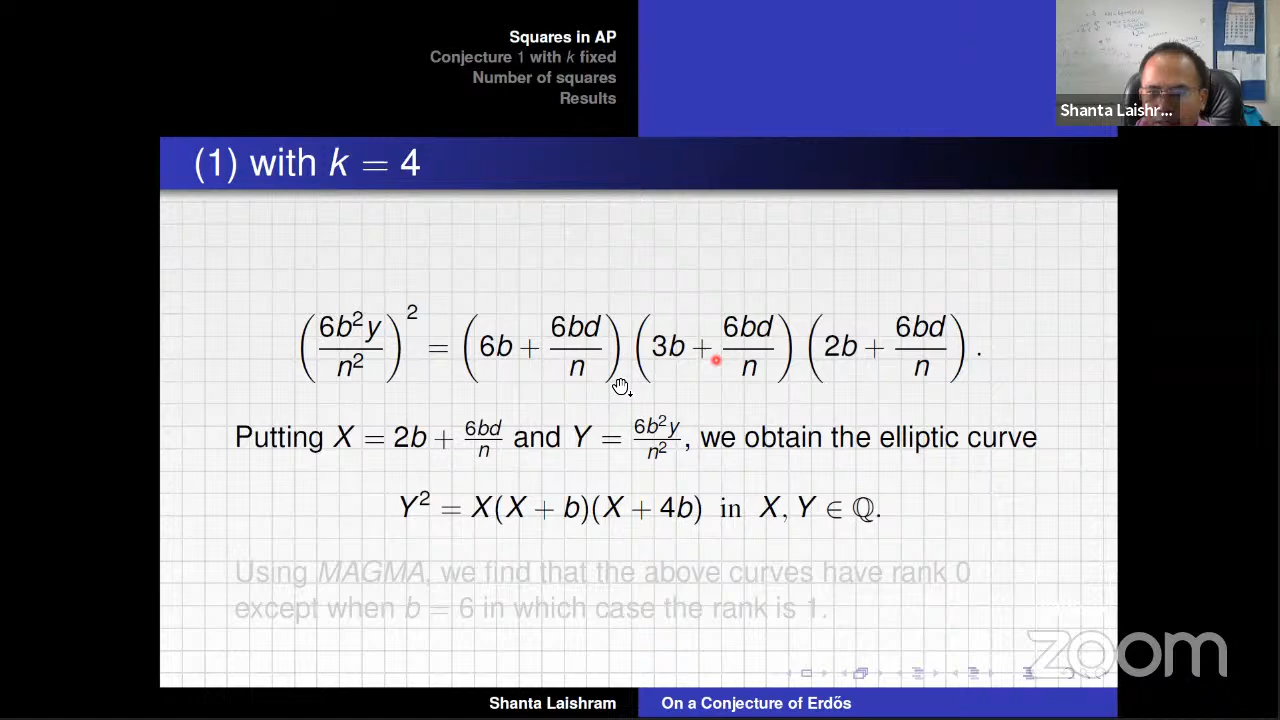 Squares in AP
Conjecture 1 with k fixed
Number of squares
Results
Shanta Laishr...
(1) with k = 4
(6b²y / n²)² = (6b + 6bd/n) (3b + 6bd/n) (2b + 6bd/n).
Putting X = 2b + 6bd/n and Y = 6b²y/n², we obtain the elliptic curve
Y² = X(X + b)(X + 4b) in X, Y ∈ ℚ.
Using MAGMA, we find that the above curves have rank 0
except when b = 6 in which case the rank is 1.
zoom
Shanta Laishram
On a Conjecture of Erdős